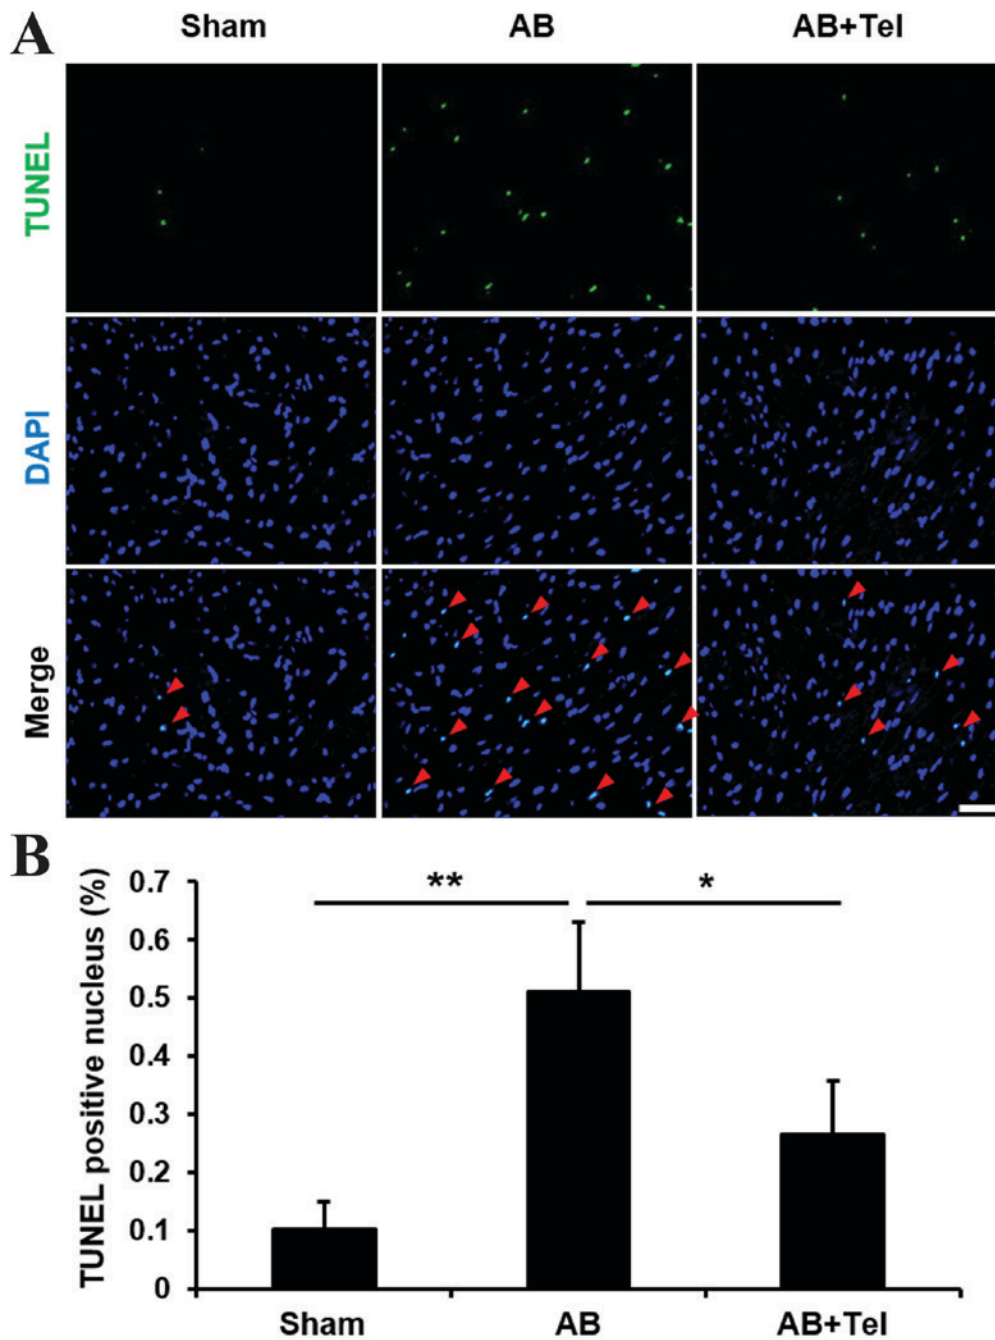 A
Sham AB AB+Tel
TUNEL
DAPI
Merge
B
TUNEL positive nucleus (%)
0.7
0.6
0.5
0.4
0.3
0.2
0.1
0
** *
Sham AB AB+Tel